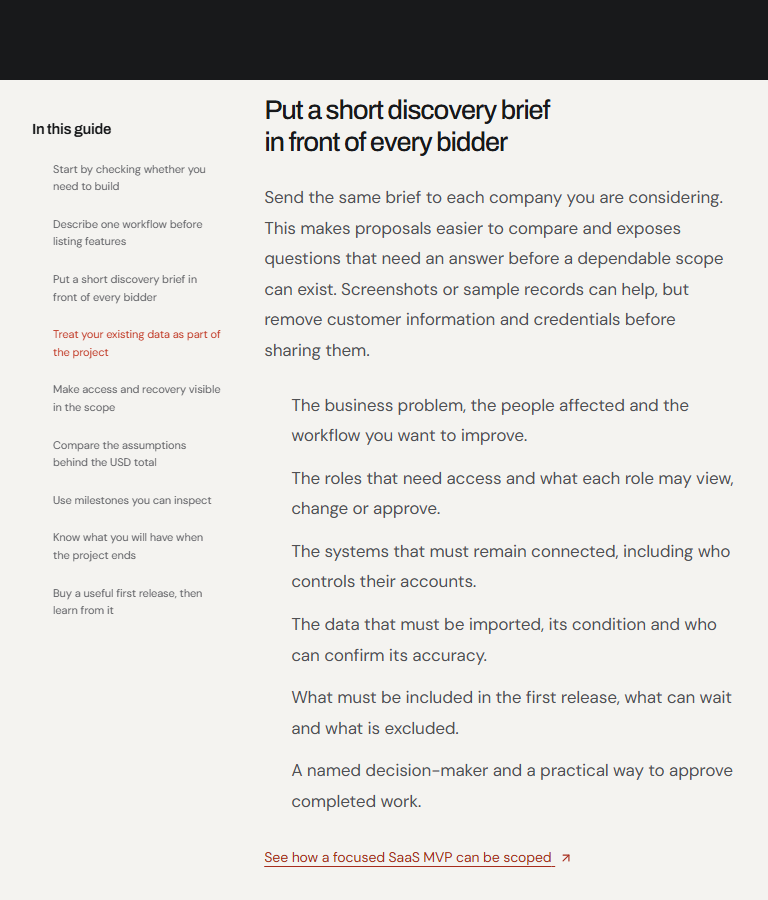 In this guide
Start by checking whether you
need to build
Describe one workflow before
listing features
Put a short discovery brief in
front of every bidder
Treat your existing data as part of
the project
Make access and recovery visible
in the scope
Compare the assumptions
behind the USD total
Use milestones you can inspect
Know what you will have when
the project ends
Buy a useful first release, then
learn from it
Put a short discovery brief
in front of every bidder
Send the same brief to each company you are considering.
This makes proposals easier to compare and exposes
questions that need an answer before a dependable scope
can exist. Screenshots or sample records can help, but
remove customer information and credentials before
sharing them.
The business problem, the people affected and the
workflow you want to improve.
The roles that need access and what each role may view,
change or approve.
The systems that must remain connected, including who
controls their accounts.
The data that must be imported, its condition and who
can confirm its accuracy.
What must be included in the first release, what can wait
and what is excluded.
A named decision-maker and a practical way to approve
completed work.
See how a focused SaaS MVP can be scoped